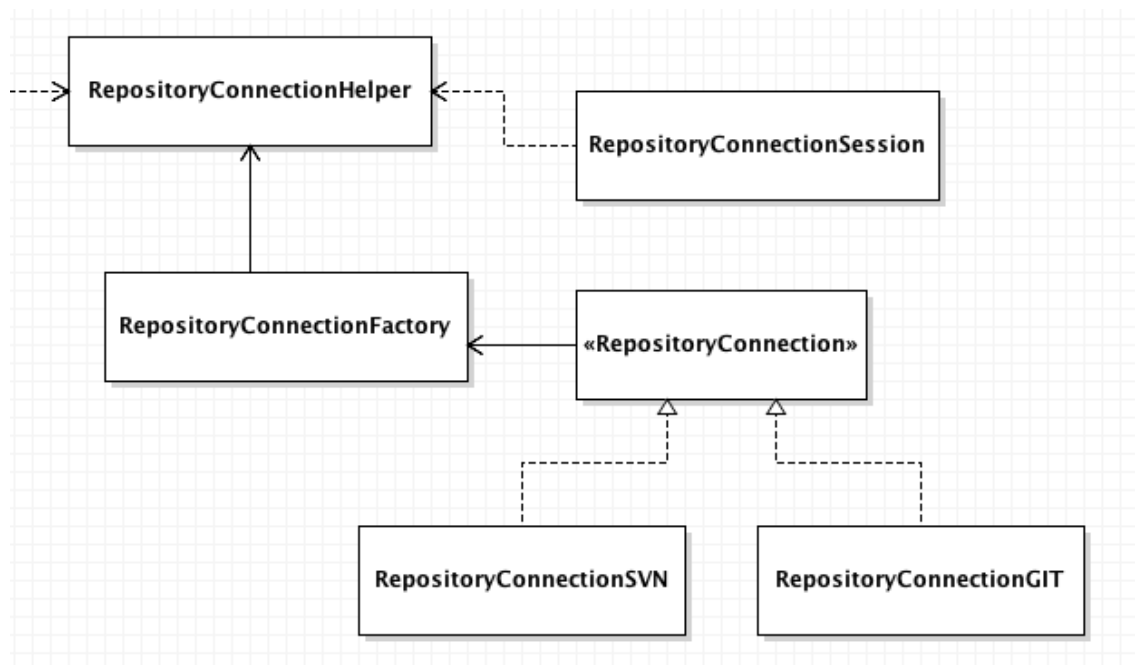 RepositoryConnectionHelper
RepositoryConnectionSession
RepositoryConnectionFactory
«RepositoryConnection»
RepositoryConnectionSVN
RepositoryConnectionGIT